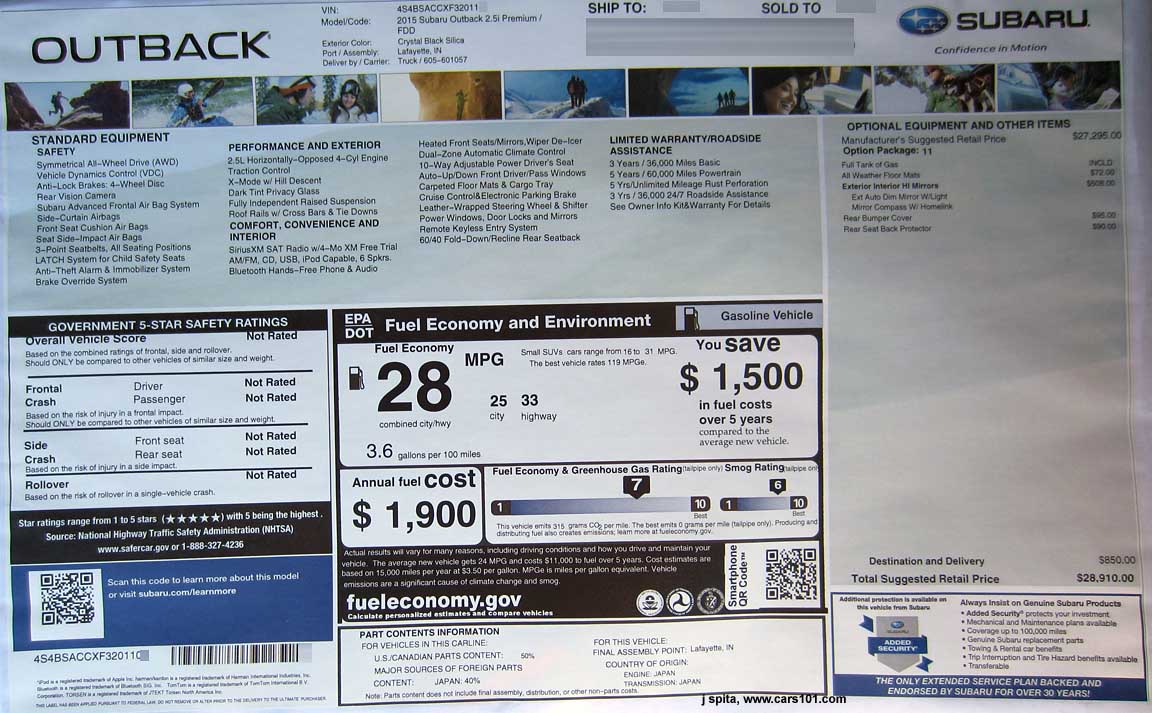 OUTBACK
VIN: 4S4BSACCXF32011
Model/Code: 2015 Subaru Outback 2.5i Premium /
FDD
Exterior Color: Crystal Black Silica
Port / Assembly: Lafayette, IN
Deliver by / Carrier: Truck / 605-601057
SHIP TO:
SOLD TO
SUBARU
Confidence in Motion
STANDARD EQUIPMENT
SAFETY
Symmetrical All-Wheel Drive (AWD)
Vehicle Dynamics Control (VDC)
Anti-Lock Brakes: 4-Wheel Disc
Rear Vision Camera
Subaru Advanced Frontal Air Bag System
Side-Curtain Airbags
Front Seat Cushion Air Bags
Seat Side-Impact Air Bags
3-Point Seatbelts, All Seating Positions
LATCH System for Child Safety Seats
Anti-Theft Alarm & Immobilizer System
Brake Override System
PERFORMANCE AND EXTERIOR
2.5L Horizontally-Opposed 4-Cyl Engine
Traction Control
X-Mode w/ Hill Descent
Dark Tint Privacy Glass
Fully Independent Raised Suspension
Roof Rails w/ Cross Bars & Tie Downs
COMFORT, CONVENIENCE AND
INTERIOR
SiriusXM SAT Radio w/4-Mo XM Free Trial
AM/FM, CD, USB, iPod Capable, 6 Spkrs.
Bluetooth Hands-Free Phone & Audio
Heated Front Seats/Mirrors,Wiper De-Icer
Dual-Zone Automatic Climate Control
10-Way Adjustable Power Driver's Seat
Auto-Up/Down Front Driver/Pass Windows
Carpeted Floor Mats & Cargo Tray
Cruise Control&Electronic Parking Brake
Leather-Wrapped Steering Wheel & Shifter
Power Windows, Door Locks and Mirrors
Remote Keyless Entry System
60/40 Fold-Down/Recline Rear Seatback
LIMITED WARRANTY/ROADSIDE
ASSISTANCE
3 Years / 36,000 Miles Basic
5 Years / 60,000 Miles Powertrain
5 Yrs/Unlimited Mileage Rust Perforation
3 Yrs / 36,000 24/7 Roadside Assistance
See Owner Info Kit&Warranty For Details
OPTIONAL EQUIPMENT AND OTHER ITEMS
Manufacturer's Suggested Retail Price $27,295.00
Option Package: 11
Full Tank of Gas INCLD
All Weather Floor Mats $72.00
Exterior Interior Hl Mirrors $508.00
Ext Auto Dim Mirror W/Light
Mirror Compass W/ Homelink
Rear Bumper Cover $95.00
Rear Seat Back Protector $90.00
Destination and Delivery $850.00
Total Suggested Retail Price $28,910.00
GOVERNMENT 5-STAR SAFETY RATINGS
Overall Vehicle Score Not Rated
Based on the combined ratings of frontal, side and rollover.
Should ONLY be compared to other vehicles of similar size and weight.
Frontal Driver Not Rated
Crash Passenger Not Rated
Based on the risk of injury in a frontal impact.
Should ONLY be compared to other vehicles of similar size and weight.
Side Front seat Not Rated
Crash Rear seat Not Rated
Based on the risk of injury in a side impact.
Rollover Not Rated
Based on the risk of rollover in a single-vehicle crash.
Star ratings range from 1 to 5 stars (★★★★★) with 5 being the highest.
Source: National Highway Traffic Safety Administration (NHTSA)
www.safercar.gov or 1-888-327-4236
Scan this code to learn more about this model
or visit subaru.com/learnmore
4S4BSACCXF32011
EPA
DOT
Fuel Economy and Environment
Gasoline Vehicle
Fuel Economy
28 MPG
combined city/hwy
25 city
33 highway
3.6 gallons per 100 miles
Small SUVs cars range from 16 to 31 MPG.
The best vehicle rates 119 MPGe.
You save
$ 1,500
in fuel costs
over 5 years
compared to the
average new vehicle.
Annual fuel cost
$ 1,900
Fuel Economy & Greenhouse Gas Rating (tailpipe only) Smog Rating (tailpipe only
7
6
1 10
Best
1 10
Best
This vehicle emits 315 grams CO2 per mile. The best emits 0 grams per mile (tailpipe only). Producing and
distributing fuel also creates emissions; learn more at fueleconomy.gov.
Actual results will vary for many reasons, including driving conditions and how you drive and maintain your
vehicle. The average new vehicle gets 24 MPG and costs $11,000 to fuel over 5 years. Cost estimates are
based on 15,000 miles per year at $3.50 per gallon. MPGe is miles per gallon equivalent. Vehicle
emissions are a significant cause of climate change and smog.
fueleconomy.gov
Calculate personalized estimates and compare vehicles
Smartphone
QR Code™
PART CONTENTS INFORMATION
FOR VEHICLES IN THIS CARLINE:
U.S./CANADIAN PARTS CONTENT: 50%
MAJOR SOURCES OF FOREIGN PARTS
CONTENT: JAPAN: 40%
FOR THIS VEHICLE:
FINAL ASSEMBLY POINT: Lafayette, IN
COUNTRY OF ORIGIN:
ENGINE: JAPAN
TRANSMISSION: JAPAN
Note: Parts content does not include final assembly, distribution, or other non-parts costs.
j spita, www.cars101.com
Additional protection is available on
this vehicle from Subaru
SUBARU
ADDED
SECURITY
Always Insist on Genuine Subaru Products
• Added Security® protects your investment
• Mechanical and Maintenance plans available
• Coverage up to 100,000 miles
• Genuine Subaru replacement parts
• Towing & Rental car benefits
• Trip Interruption and Tire Hazard benefits available
• Transferable
THE ONLY EXTENDED SERVICE PLAN BACKED AND
ENDORSED BY SUBARU FOR OVER 30 YEARS!